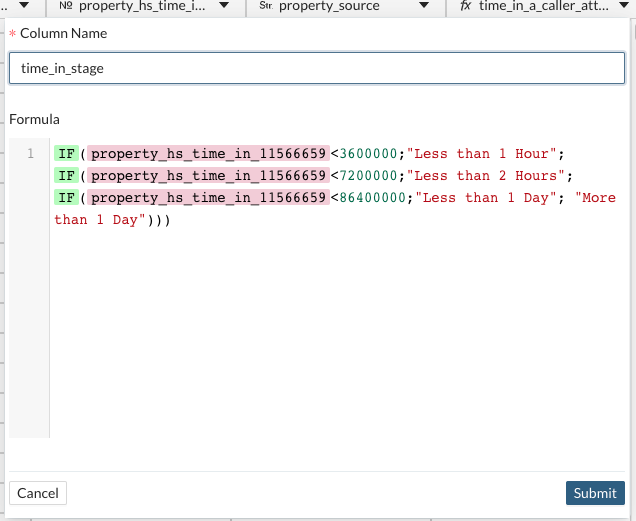 .. № property_hs_time_i... Str. property_source fx time_in_a_caller_att...
* Column Name
time_in_stage
Formula
1 IF(property_hs_time_in_11566659<3600000;"Less than 1 Hour";
IF(property_hs_time_in_11566659<7200000;"Less than 2 Hours";
IF(property_hs_time_in_11566659<86400000;"Less than 1 Day"; "More
than 1 Day")))
Cancel Submit